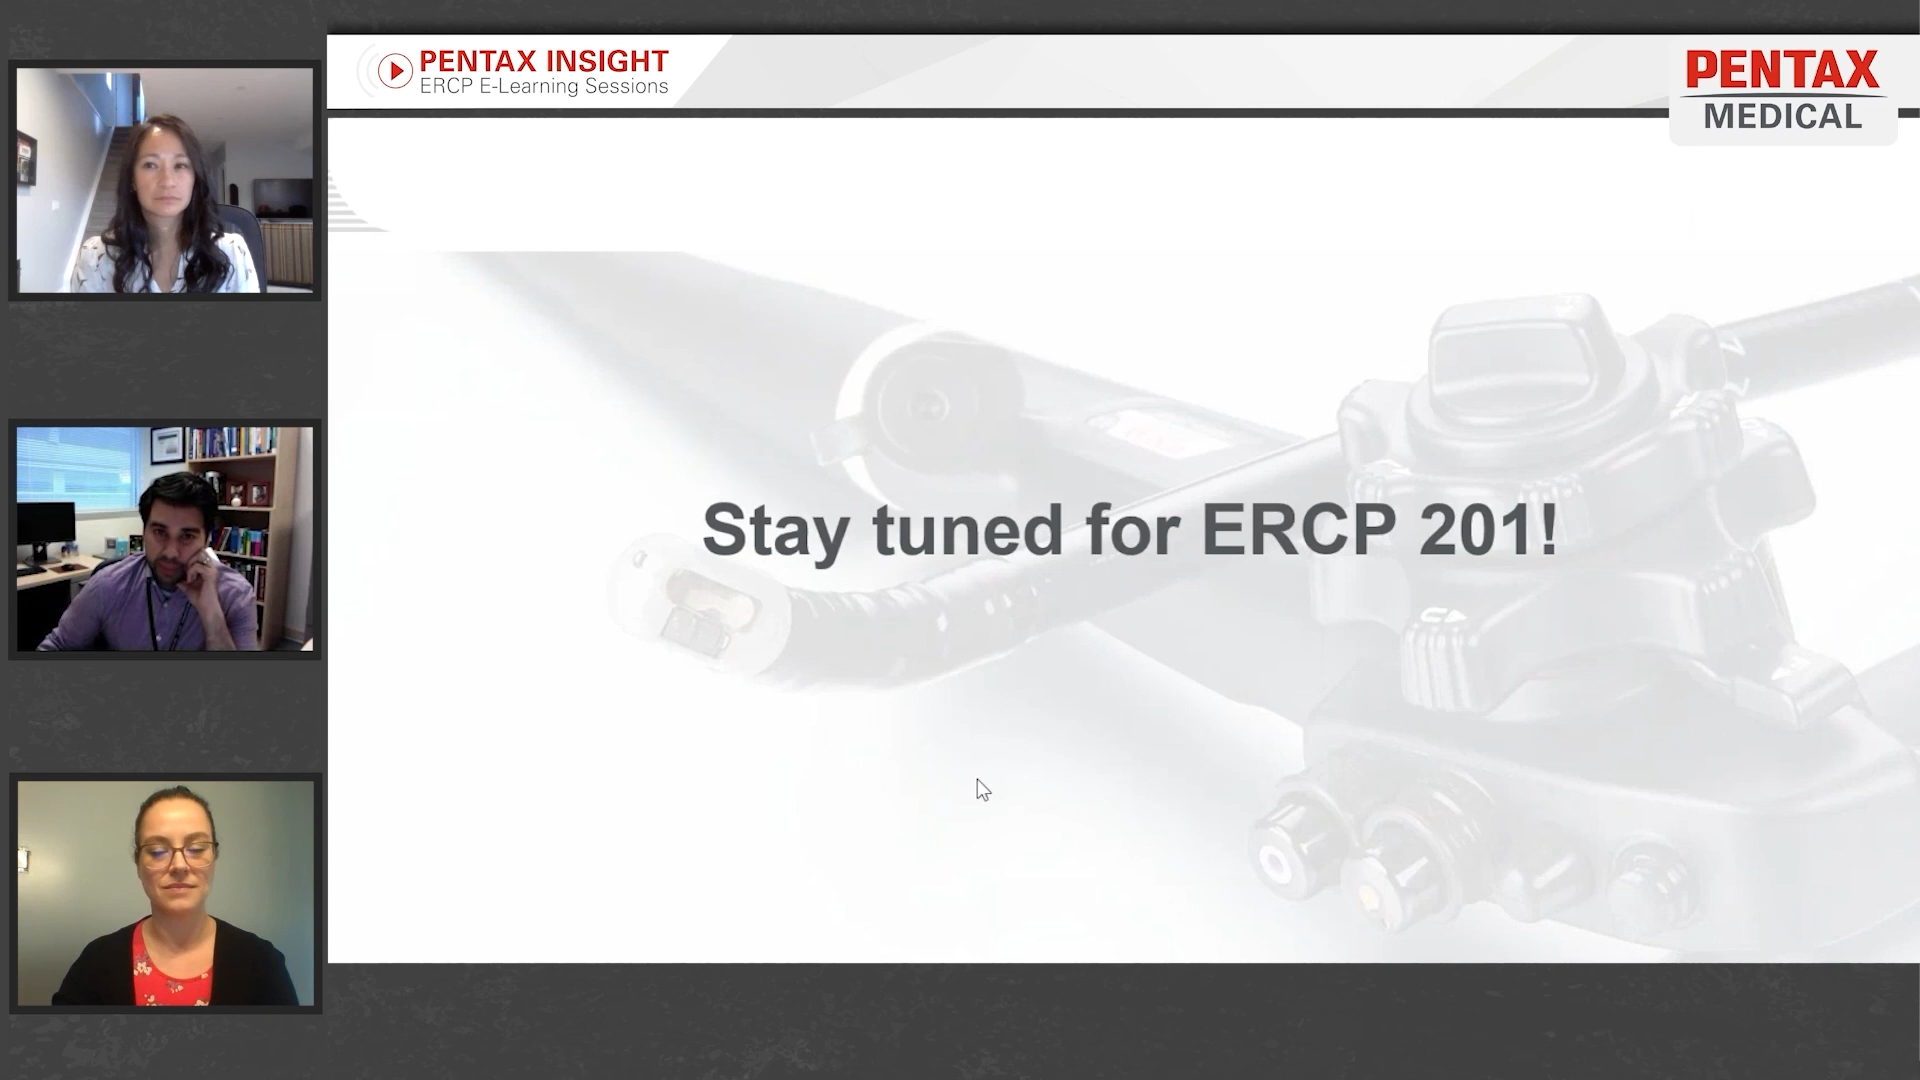 PENTAX INSIGHT
ERCP E-Learning Sessions
PENTAX
MEDICAL
Stay tuned for ERCP 201!